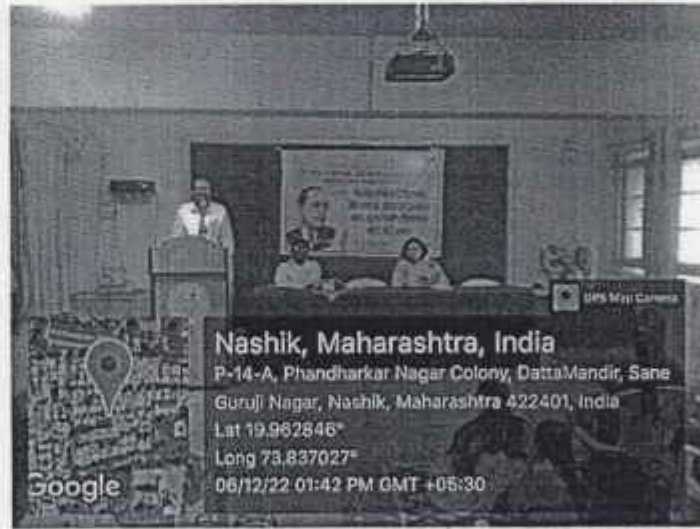 GPS Map Camera
Nashik, Maharashtra, India
P-14-A, Phandharkar Nagar Colony, DattaMandir, Sane
Guruji Nagar, Nashik, Maharashtra 422401, India
Lat 19.962846°
Long 73.837027°
06/12/22 01:42 PM GMT +05:30
Google